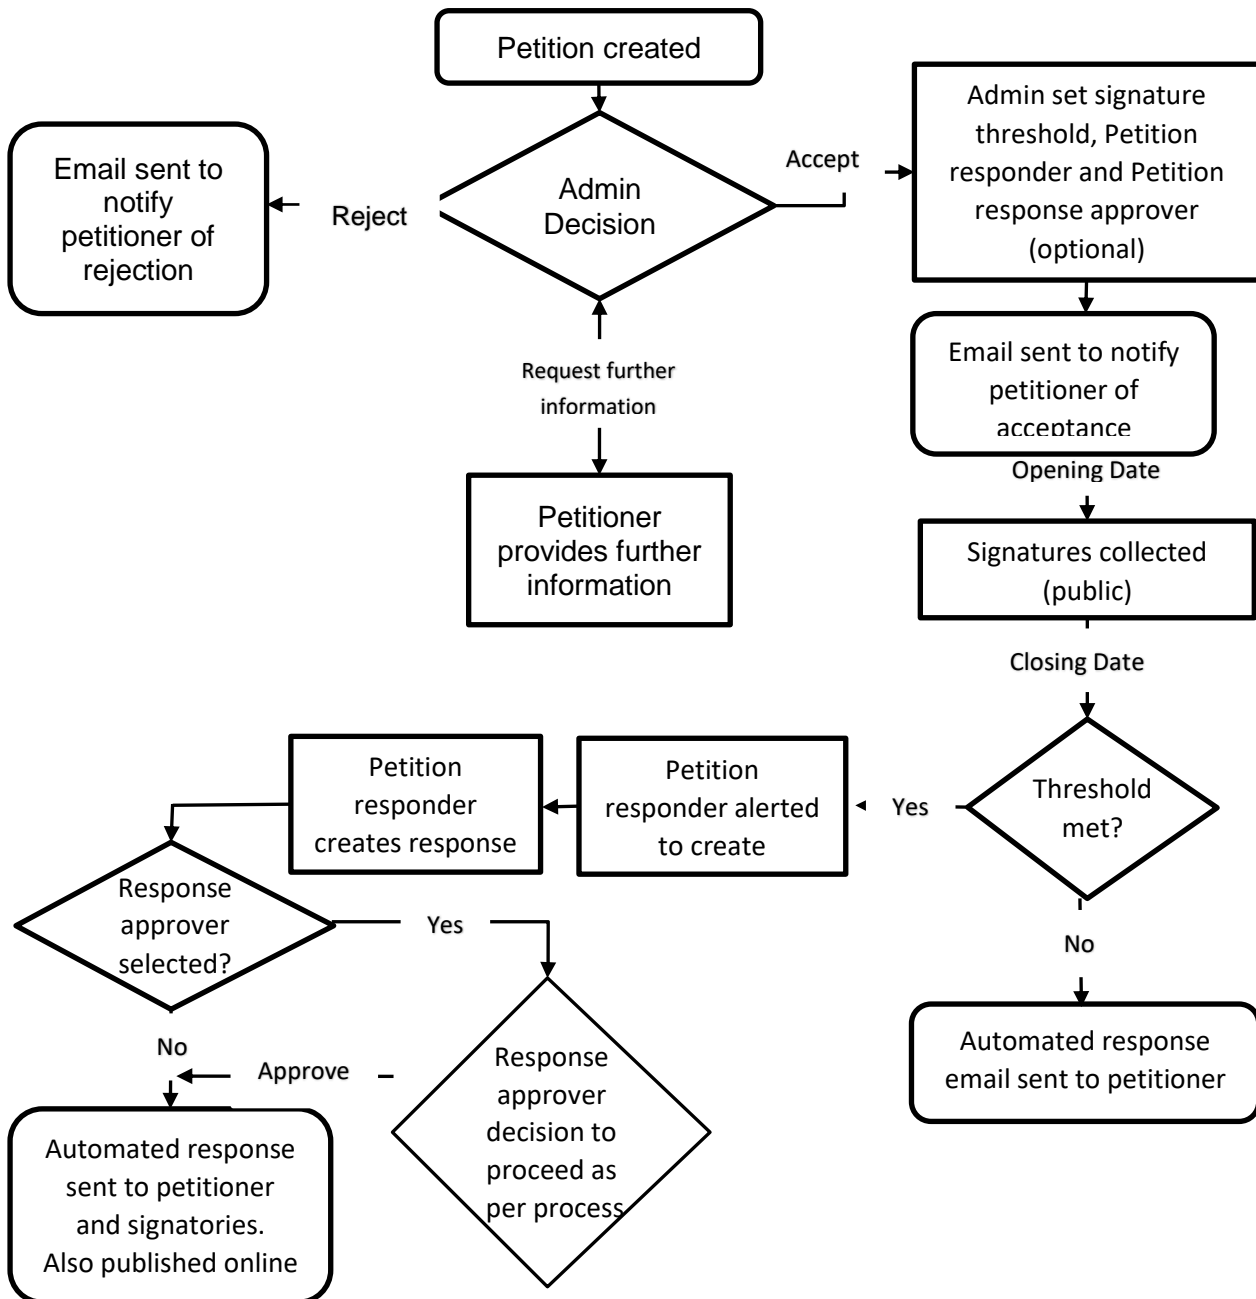 Petition created
Admin set signature
threshold, Petition
responder and Petition
response approver
(optional)
Accept
Email sent to
notify
petitioner of
rejection
Reject
Admin
Decision
Request further
information
Email sent to notify
petitioner of
acceptance
Opening Date
Petitioner
provides further
information
Signatures collected
(public)
Closing Date
Threshold
met?
Yes
Petition
responder alerted
to create
Petition
responder
creates response
Response
approver
selected?
Yes
No
No
Approve
Response
approver
decision to
proceed as
per process
Automated response
email sent to petitioner
Automated response
sent to petitioner
and signatories.
Also published online